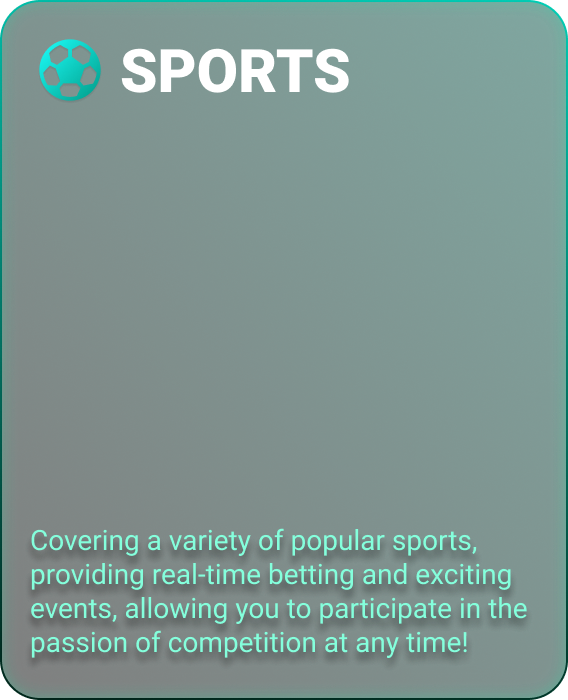 SPORTS
Covering a variety of popular sports,
providing real-time betting and exciting
events, allowing you to participate in the
passion of competition at any time!